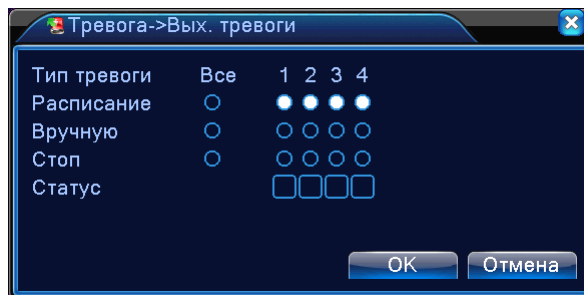 Тревога->Вых. тревоги
Тип тревоги Все 1 2 3 4
Расписание
Вручную
Стоп
Статус
OK Отмена